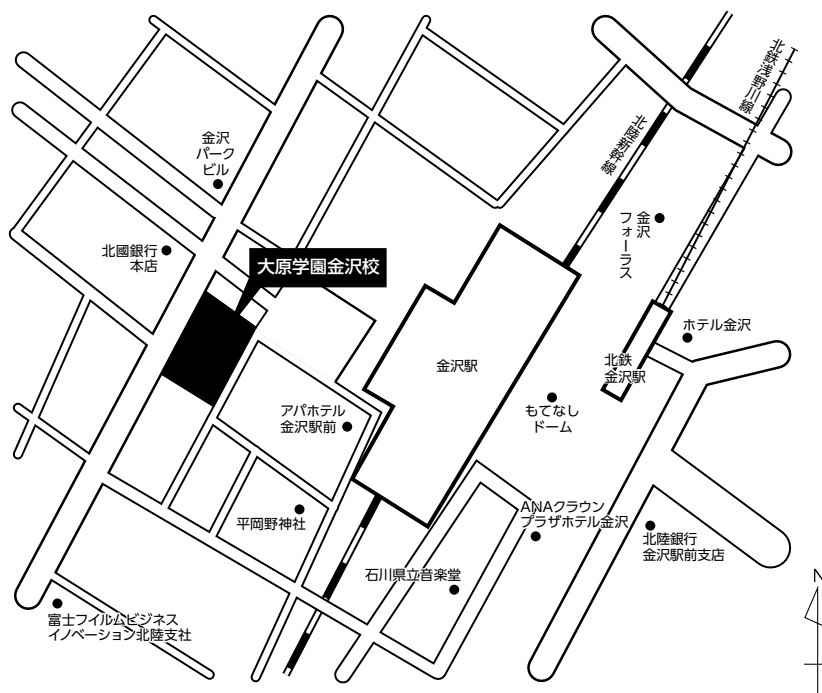 北鉄浅野川線
北陸新幹線
金沢
パーク
ビル
金沢
フォーラス
北國銀行
本店
大原学園金沢校
ホテル金沢
金沢駅
北鉄
金沢駅
アパホテル
金沢駅前
もてなし
ドーム
平岡野神社
ANAクラウン
プラザホテル金沢
北陸銀行
金沢駅前支店
石川県立音楽堂
富士フイルムビジネス
イノベーション北陸支社
N